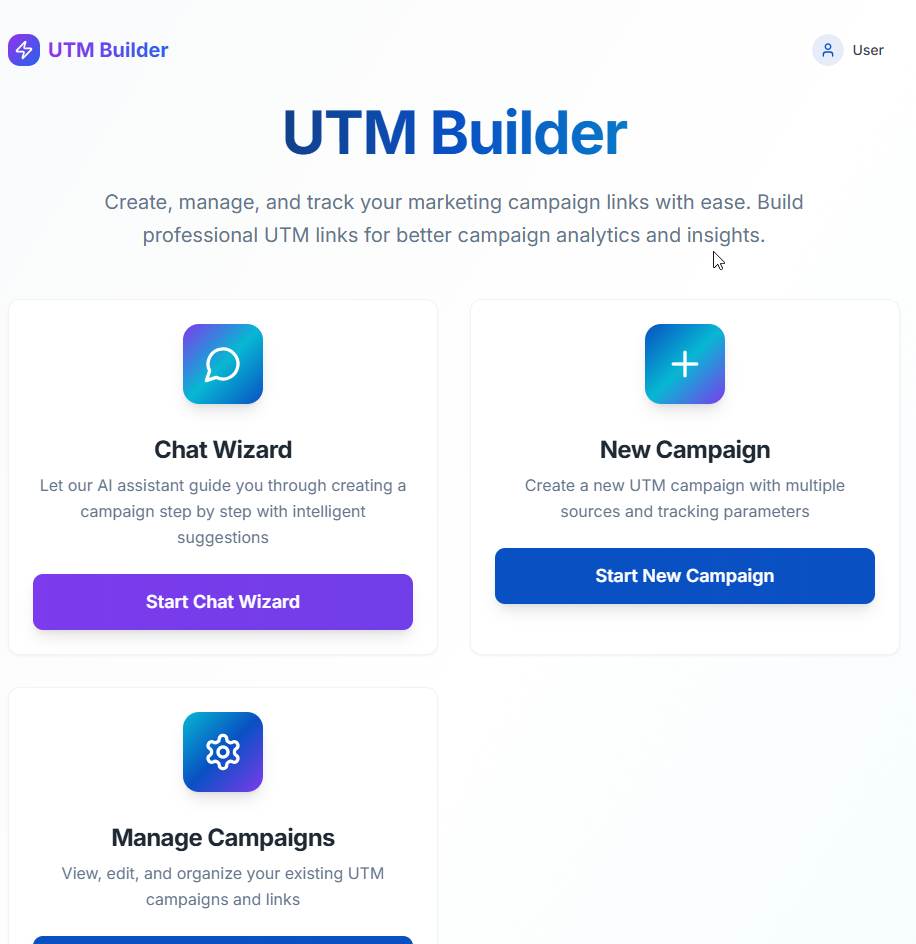 UTM Builder
User
UTM Builder
Create, manage, and track your marketing campaign links with ease. Build
professional UTM links for better campaign analytics and insights.
Chat Wizard
Let our AI assistant guide you through creating a
campaign step by step with intelligent
suggestions
Start Chat Wizard
New Campaign
Create a new UTM campaign with multiple
sources and tracking parameters
Start New Campaign
Manage Campaigns
View, edit, and organize your existing UTM
campaigns and links